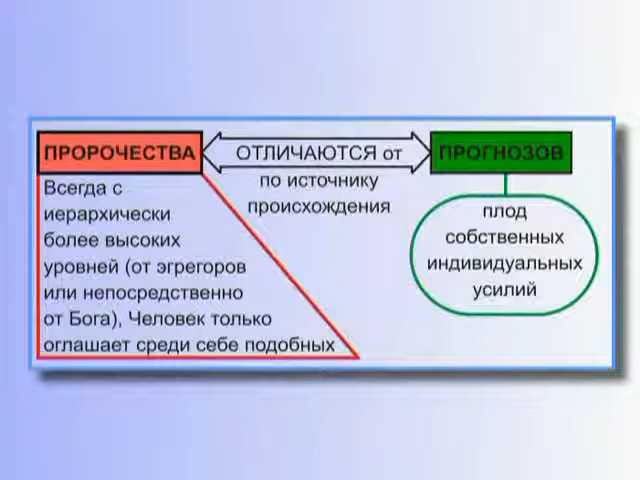 ПРОРОЧЕСТВА
ОТЛИЧАЮТСЯ от
ПРОГНОЗОВ
по источнику
происхождения
Всегда с
иерархически
более высоких
уровней (от эгрегоров
или непосредственно
от Бога), Человек только
оглашает среди себе подобных
плод
собственных
индивидуальных
усилий